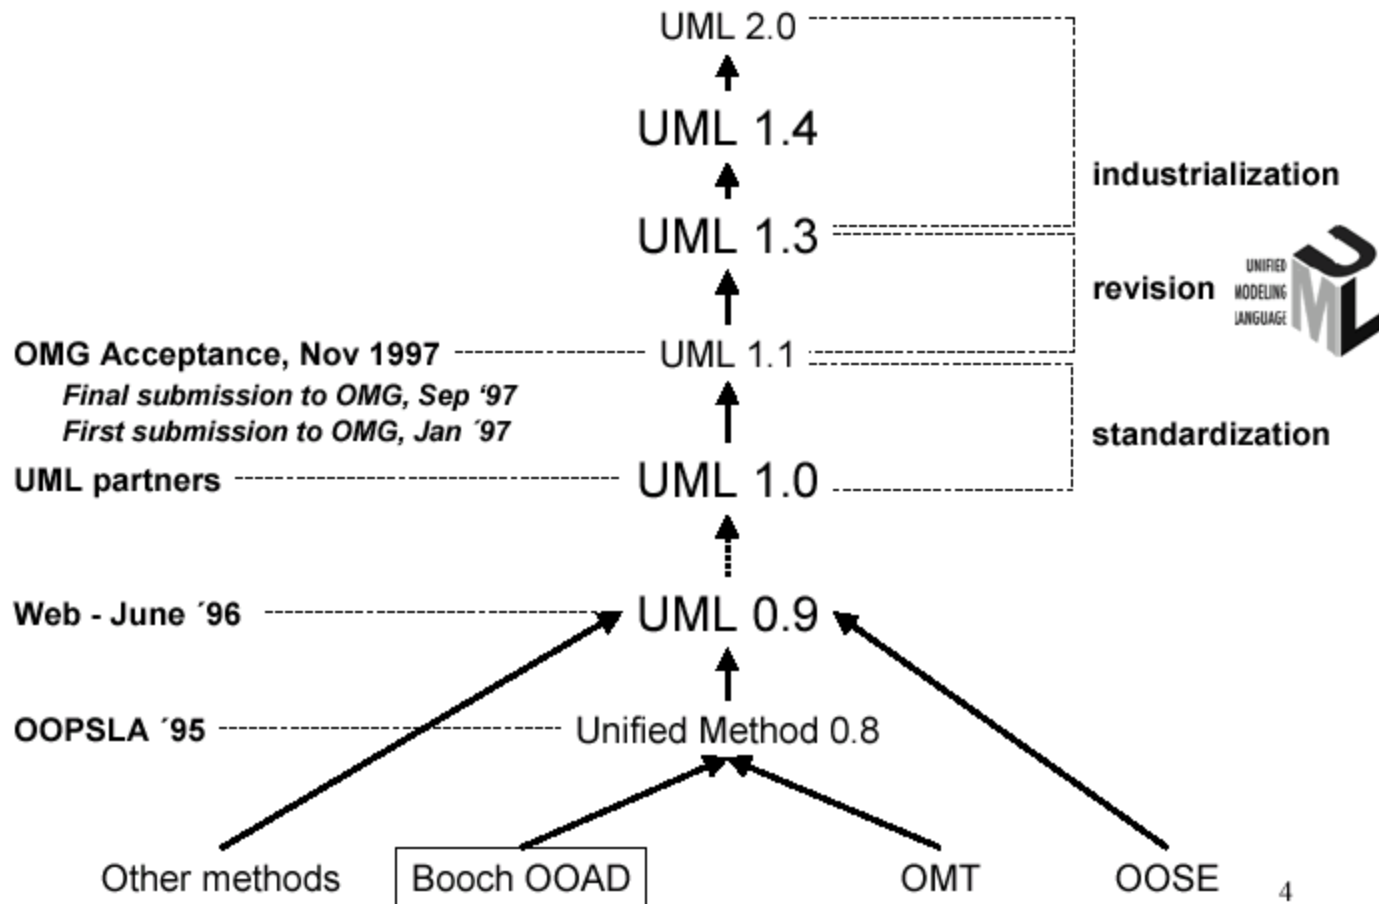 UML 2.0
UML 1.4
industrialization
UML 1.3
UNIFIED
MODELING
LANGUAGE
UML
revision
OMG Acceptance, Nov 1997
UML 1.1
Final submission to OMG, Sep ‘97
First submission to OMG, Jan ´97
standardization
UML partners
UML 1.0
Web - June ´96
UML 0.9
OOPSLA ´95
Unified Method 0.8
Other methods
Booch OOAD
OMT
OOSE
4